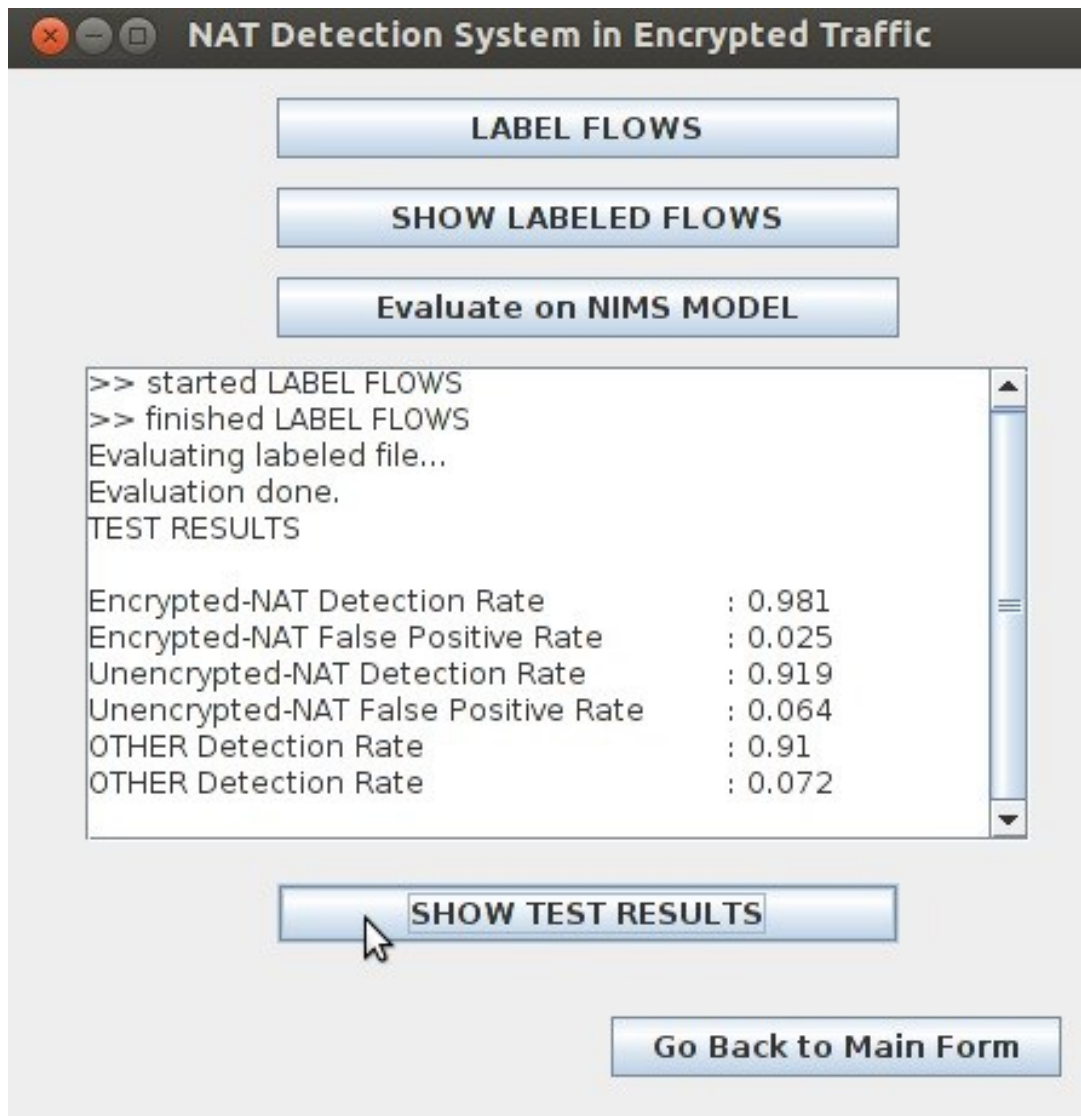 NAT Detection System in Encrypted Traffic
LABEL FLOWS
SHOW LABELED FLOWS
Evaluate on NIMS MODEL
>> started LABEL FLOWS
>> finished LABEL FLOWS
Evaluating labeled file...
Evaluation done.
TEST RESULTS
Encrypted-NAT Detection Rate : 0.981
Encrypted-NAT False Positive Rate : 0.025
Unencrypted-NAT Detection Rate : 0.919
Unencrypted-NAT False Positive Rate : 0.064
OTHER Detection Rate : 0.91
OTHER Detection Rate : 0.072
SHOW TEST RESULTS
Go Back to Main Form